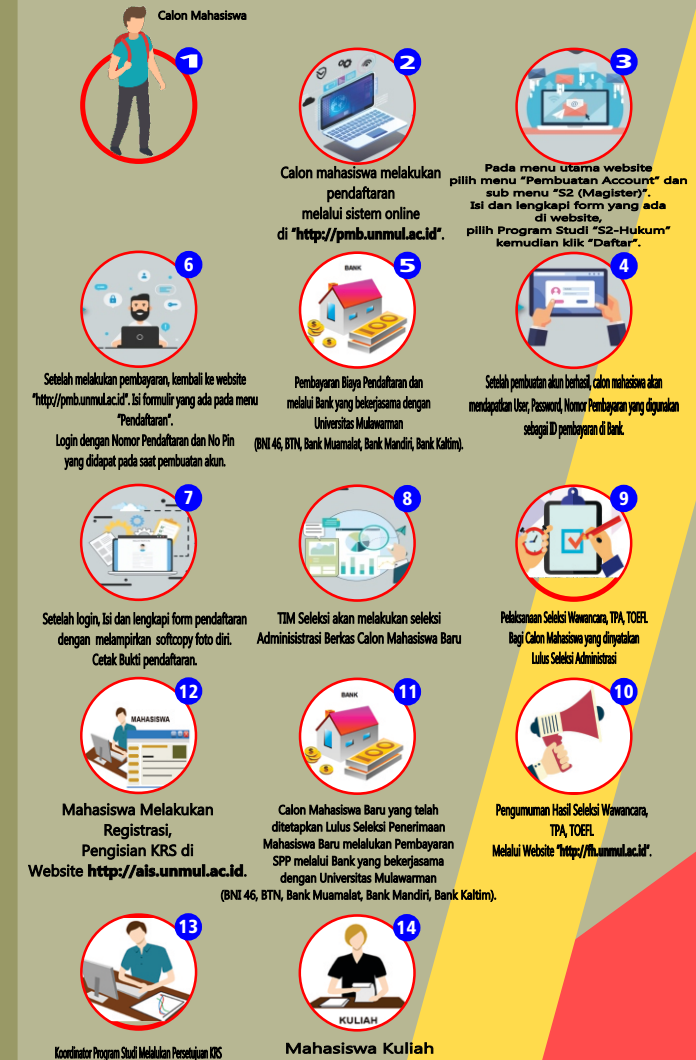 Calon Mahasiswa
1
2
Calon mahasiswa melakukan
pendaftaran
melalui sistem online
di "http://pmb.unmul.ac.id".
3
Pada menu utama website
pilih menu "Pembuatan Account" dan
sub menu "S2 (Magister)".
Isi dan lengkapi form yang ada
di website,
pilih Program Studi "S2-Hukum"
kemudian klik "Daftar".
4
Setelah pembuatan akun berhasil, calon mahasiswa akan
mendapatkan User, Password, Nomor Pembayaran yang digunakan
sebagai ID pembayaran di Bank.
5
BANK
100
Pembayaran Biaya Pendaftaran dan
melalui Bank yang bekerjasama dengan
Universitas Mulawarman
(BNI 46, BTN, Bank Muamalat, Bank Mandiri, Bank Kaltim).
6
Setelah melakukan pembayaran, kembali ke website
"http://pmb.unmul.ac.id". Isi formulir yang ada pada menu
"Pendaftaran".
Login dengan Nomor Pendaftaran dan No Pin
yang didapat pada saat pembuatan akun.
7
Setelah login, Isi dan lengkapi form pendaftaran
dengan melampirkan softcopy foto diri.
Cetak Bukti pendaftaran.
8
TIM Seleksi akan melakukan seleksi
Adminisistrasi Berkas Calon Mahasiswa Baru
9
Pelaksanaan Seleksi Wawancara, TPA, TOEFL
Bagi Calon Mahasiswa yang dinyatakan
Lulus Seleksi Administrasi
10
Pengumuman Hasil Seleksi Wawancara,
TPA, TOEFL
Melalui Website "http://fh.unmul.ac.id".
11
BANK
100
Calon Mahasiswa Baru yang telah
ditetapkan Lulus Seleksi Penerimaan
Mahasiswa Baru melalukan Pembayaran
SPP melalui Bank yang bekerjasama
dengan Universitas Mulawarman
(BNI 46, BTN, Bank Muamalat, Bank Mandiri, Bank Kaltim).
12
MAHASISWA
Mahasiswa Melakukan
Registrasi,
Pengisian KRS di
Website http://ais.unmul.ac.id.
13
Koordinator Program Studi Melalukan Persetujuan KRS
14
KULIAH
Mahasiswa Kuliah